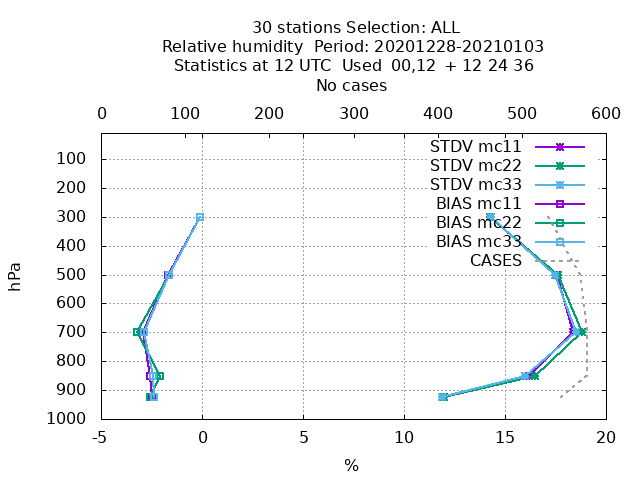 30 stations Selection: ALL
Relative humidity  Period: 20201228-20210103
Statistics at 12 UTC  Used  00,12  + 12 24 36
No cases
0 100 200 300 400 500 600
STDV mc11
STDV mc22
STDV mc33
BIAS mc11
BIAS mc22
BIAS mc33
CASES
100
200
300
400
500
600
700
800
900
1000
hPa
-5 0 5 10 15 20
%